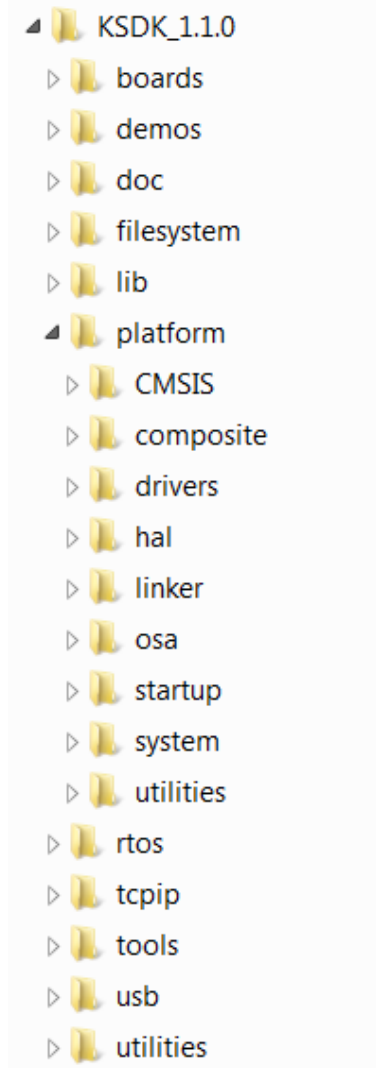 KSDK_1.1.0
boards
demos
doc
filesystem
lib
platform
CMSIS
composite
drivers
hal
linker
osa
startup
system
utilities
rtos
tcpip
tools
usb
utilities